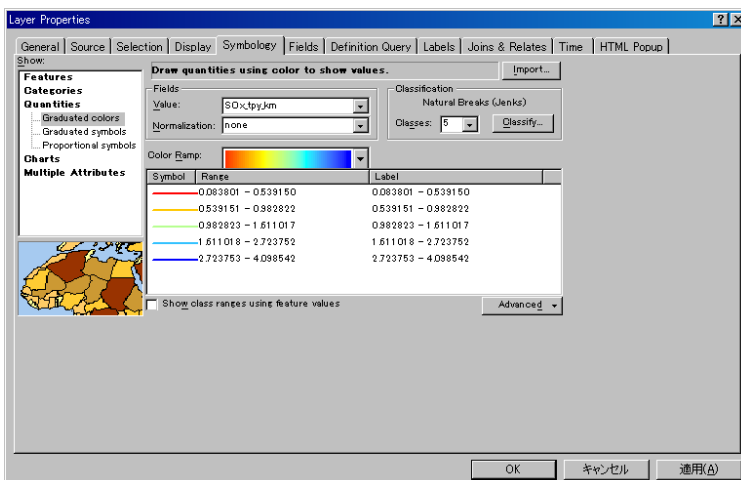 Layer Properties
General Source Selection Display Symbology Fields Definition Query Labels Joins & Relates Time HTML Popup
Show:
Features
Categories
Quantities
Graduated colors
Graduated symbols
Proportional symbols
Charts
Multiple Attributes
Draw quantities using color to show values.
Import...
Fields
Value:
SOx_tpy_km
Normalization:
none
Classification
Natural Breaks (Jenks)
Classes:
5
Classify...
Color Ramp:
Symbol Range Label
0.083801 - 0.539150 0.083801 - 0.539150
0.539151 - 0.982822 0.539151 - 0.982822
0.982823 - 1.611017 0.982823 - 1.611017
1.611018 - 2.723752 1.611018 - 2.723752
2.723753 - 4.098542 2.723753 - 4.098542
Show class ranges using feature values
Advanced
OK キャンセル 適用(A)